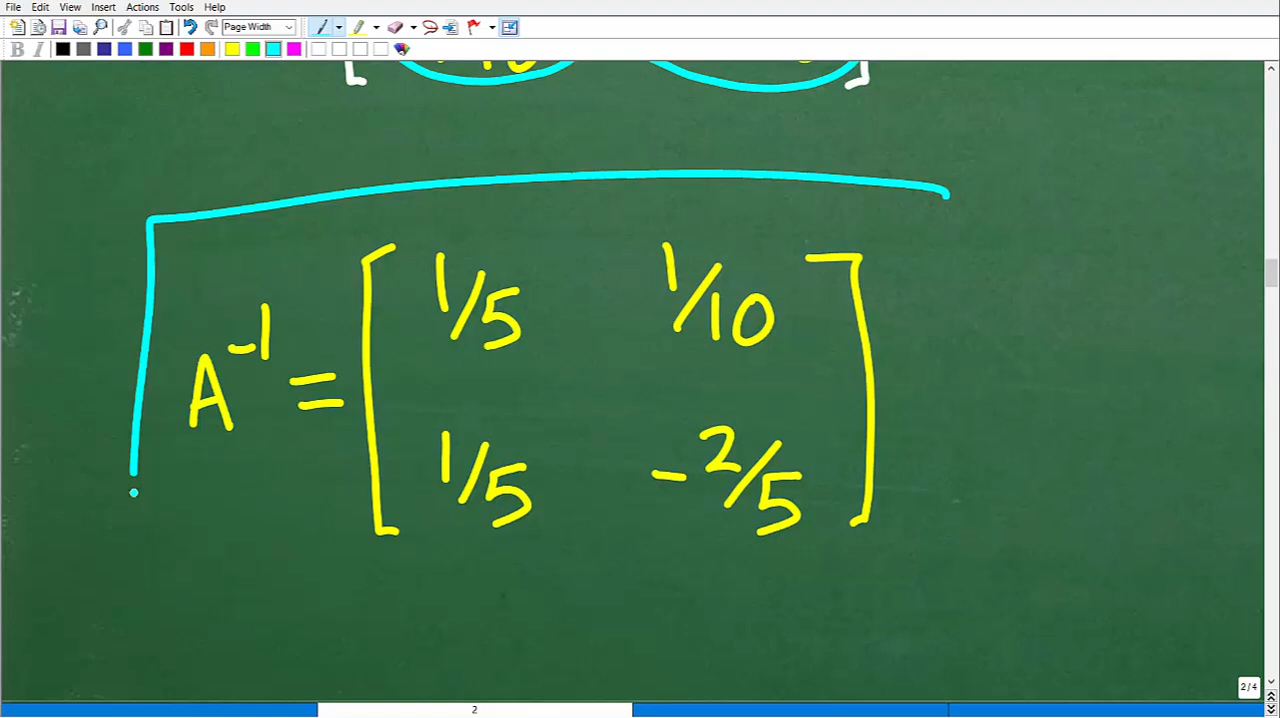 File Edit View Insert Actions Tools Help
Page Width
B I
A⁻¹ = [ 1/5 1/10
1/5 -2/5 ]
2/4
2